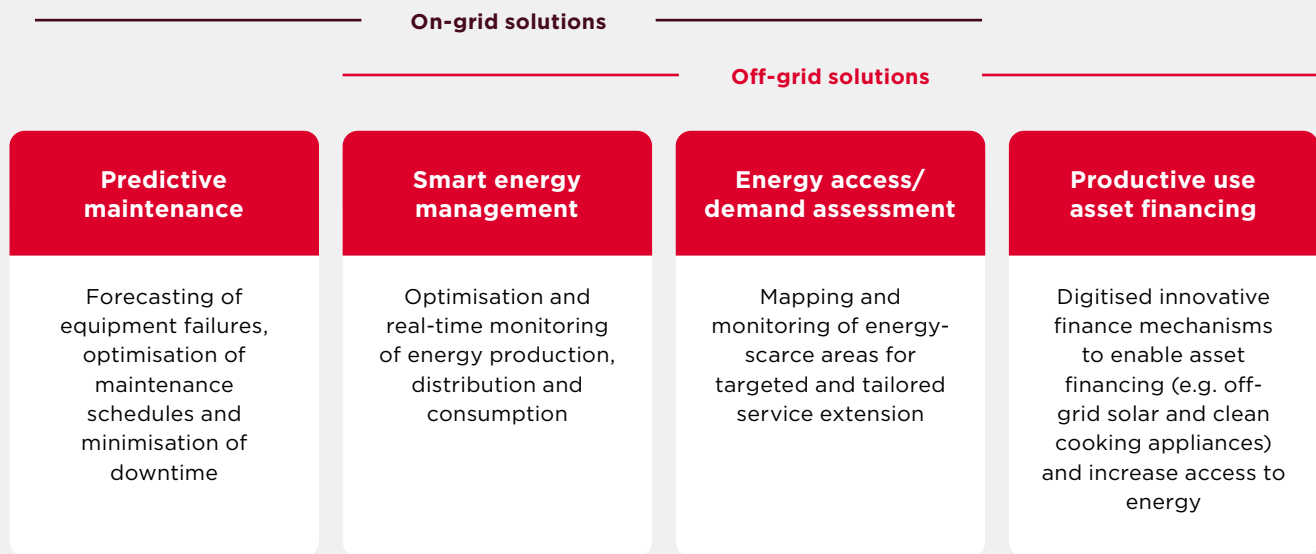 On-grid solutions
Off-grid solutions
Predictive
maintenance
Forecasting of
equipment failures,
optimisation of
maintenance
schedules and
minimisation of
downtime
Smart energy
management
Optimisation and
real-time monitoring
of energy production,
distribution and
consumption
Energy access/
demand assessment
Mapping and
monitoring of energy-
scarce areas for
targeted and tailored
service extension
Productive use
asset financing
Digitised innovative
finance mechanisms
to enable asset
financing (e.g. off-
grid solar and clean
cooking appliances)
and increase access to
energy